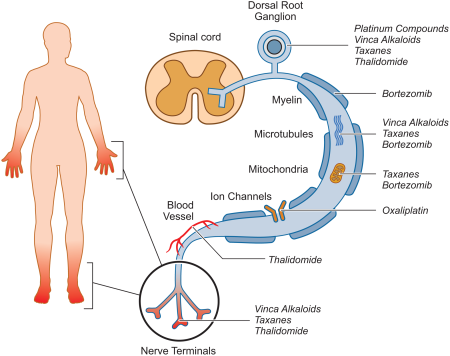 Dorsal Root
Ganglion
Spinal cord
Platinum Compounds
Vinca Alkaloids
Taxanes
Thalidomide
Myelin
Bortezomib
Microtubules
Vinca Alkaloids
Taxanes
Bortezomib
Mitochondria
Taxanes
Bortezomib
Ion Channels
Oxaliplatin
Blood
Vessel
Thalidomide
Vinca Alkaloids
Taxanes
Thalidomide
Nerve Terminals